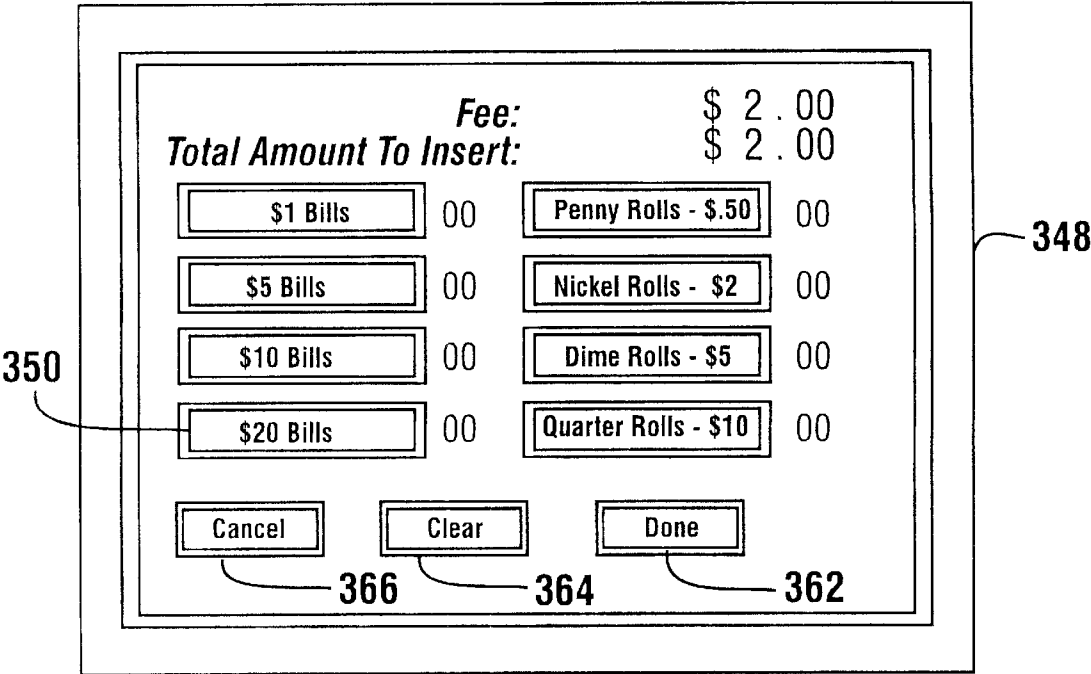 Fee: $ 2.00
Total Amount To Insert: $ 2.00
$1 Bills 00 Penny Rolls - $.50 00
348
$5 Bills 00 Nickel Rolls - $2 00
$10 Bills 00 Dime Rolls - $5 00
350
$20 Bills 00 Quarter Rolls - $10 00
Cancel Clear Done
366 364 362